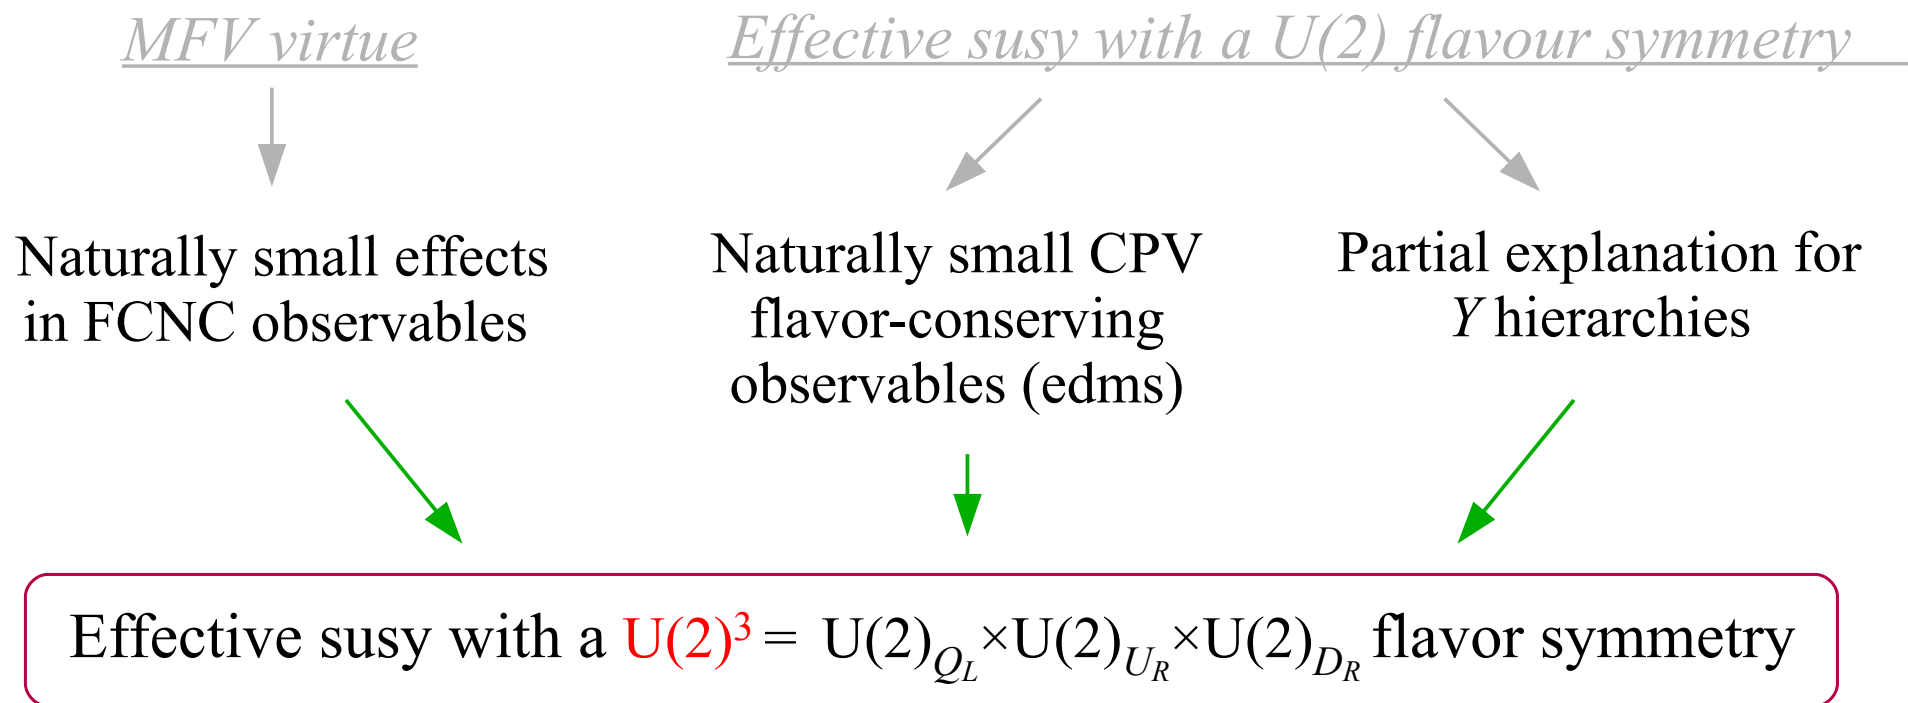 MFV virtue
Effective susy with a U(2) flavour symmetry
Naturally small effects
in FCNC observables
Naturally small CPV
flavor-conserving
observables (edms)
Partial explanation for
Y hierarchies
Effective susy with a U(2)³ = U(2)_{Q_L}×U(2)_{U_R}×U(2)_{D_R} flavor symmetry